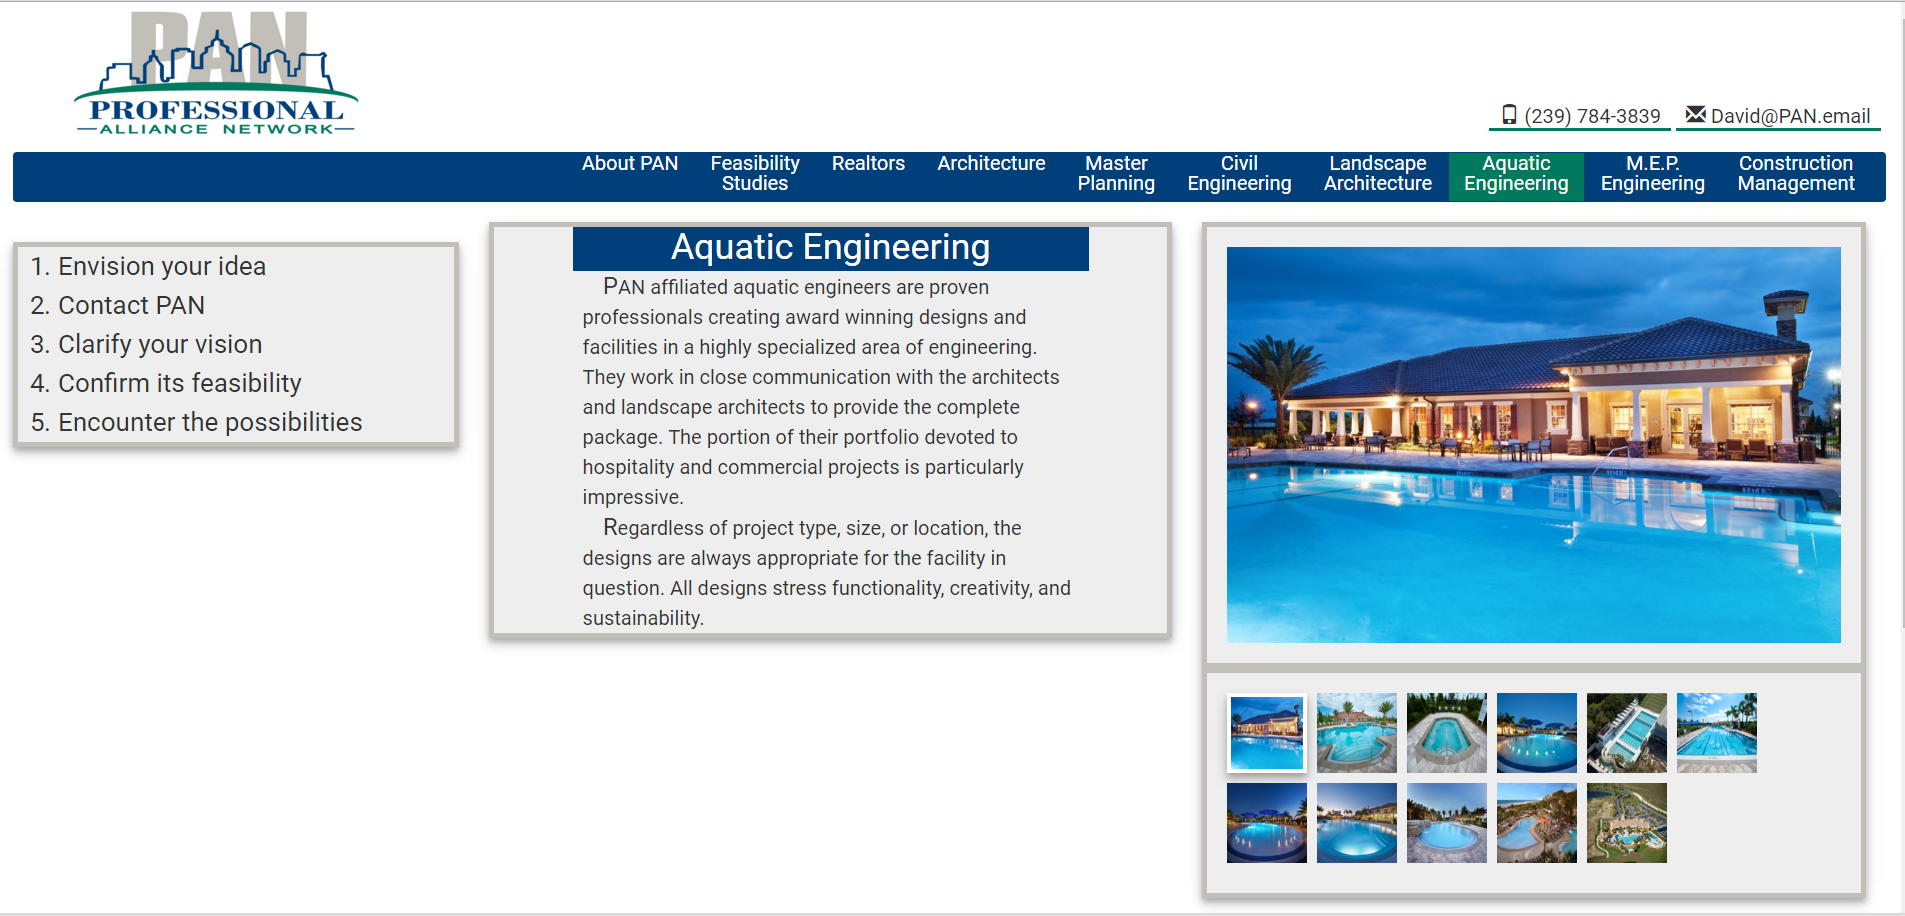 PAN
PROFESSIONAL
ALLIANCE NETWORK
(239) 784-3839 David@PAN.email
About PAN
Feasibility
Studies
Realtors
Architecture
Master
Planning
Civil
Engineering
Landscape
Architecture
Aquatic
Engineering
M.E.P.
Engineering
Construction
Management
1. Envision your idea
2. Contact PAN
3. Clarify your vision
4. Confirm its feasibility
5. Encounter the possibilities
Aquatic Engineering
PAN affiliated aquatic engineers are proven
professionals creating award winning designs and
facilities in a highly specialized area of engineering.
They work in close communication with the architects
and landscape architects to provide the complete
package. The portion of their portfolio devoted to
hospitality and commercial projects is particularly
impressive.
Regardless of project type, size, or location, the
designs are always appropriate for the facility in
question. All designs stress functionality, creativity, and
sustainability.